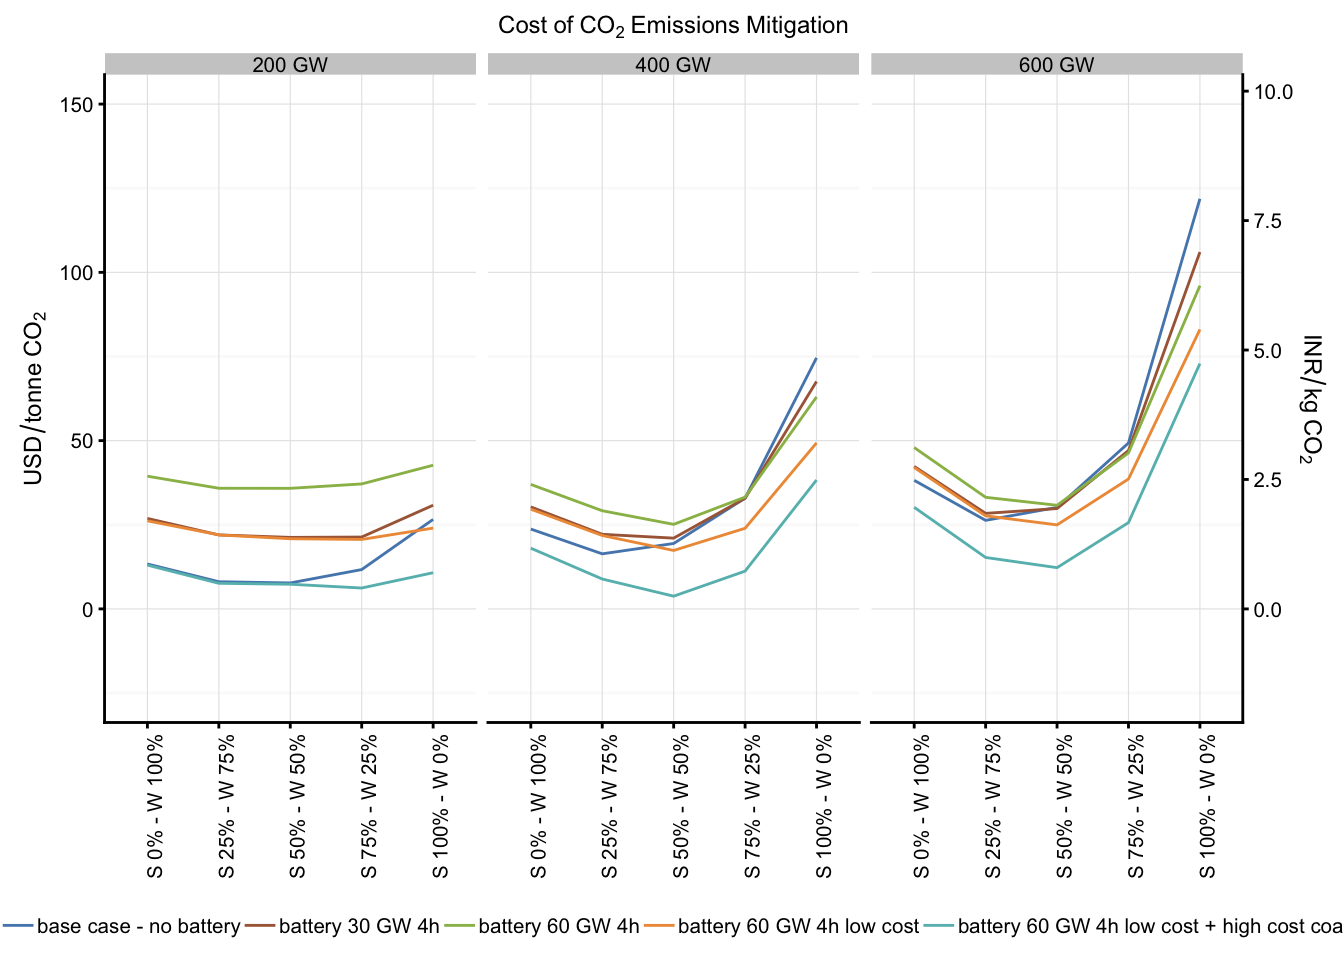 Cost of CO₂ Emissions Mitigation
200 GW
400 GW
600 GW
150
100
50
0
USD/tonne CO₂
10.0
7.5
5.0
2.5
0.0
INR/kg CO₂
S 0% - W 100%
S 25% - W 75%
S 50% - W 50%
S 75% - W 25%
S 100% - W 0%
S 0% - W 100%
S 25% - W 75%
S 50% - W 50%
S 75% - W 25%
S 100% - W 0%
S 0% - W 100%
S 25% - W 75%
S 50% - W 50%
S 75% - W 25%
S 100% - W 0%
base case - no battery
battery 30 GW 4h
battery 60 GW 4h
battery 60 GW 4h low cost
battery 60 GW 4h low cost + high cost coa